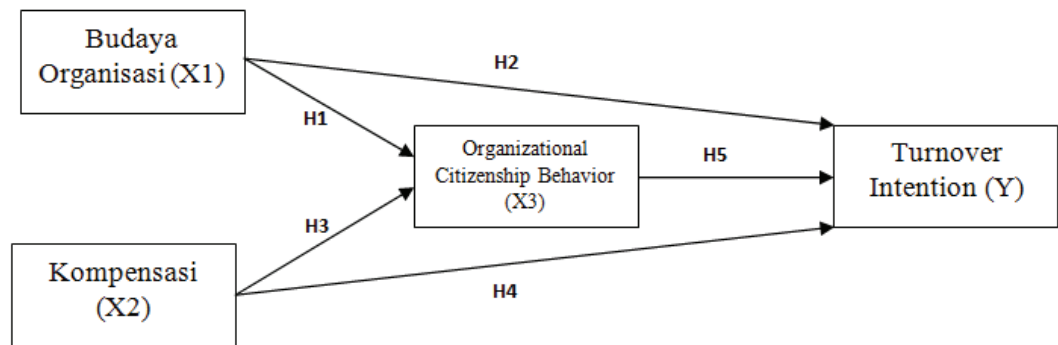 Budaya
Organisasi (X1)
H2
H1
Organizational
Citizenship Behavior
(X3)
H5
Turnover
Intention (Y)
H3
Kompensasi
(X2)
H4